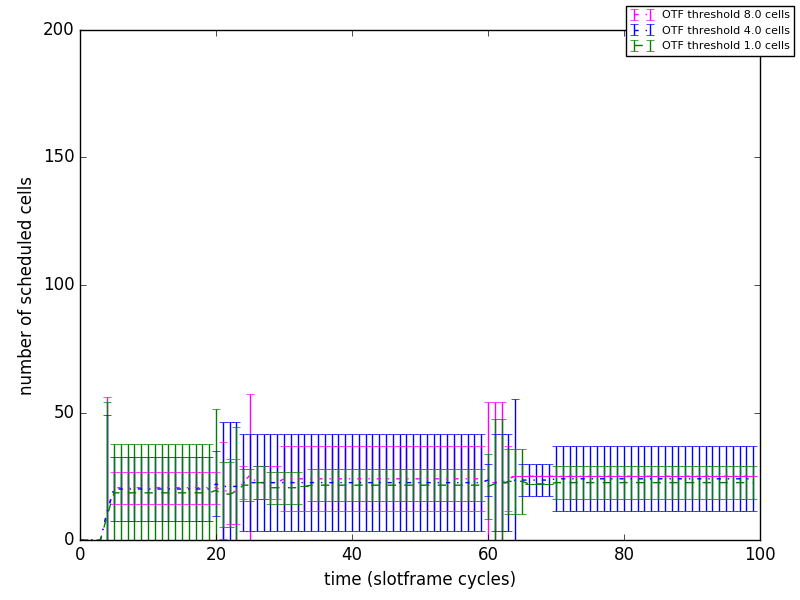 OTF threshold 8.0 cells
OTF threshold 4.0 cells
OTF threshold 1.0 cells
200
150
100
50
0
number of scheduled cells
0 20 40 60 80 100
time (slotframe cycles)